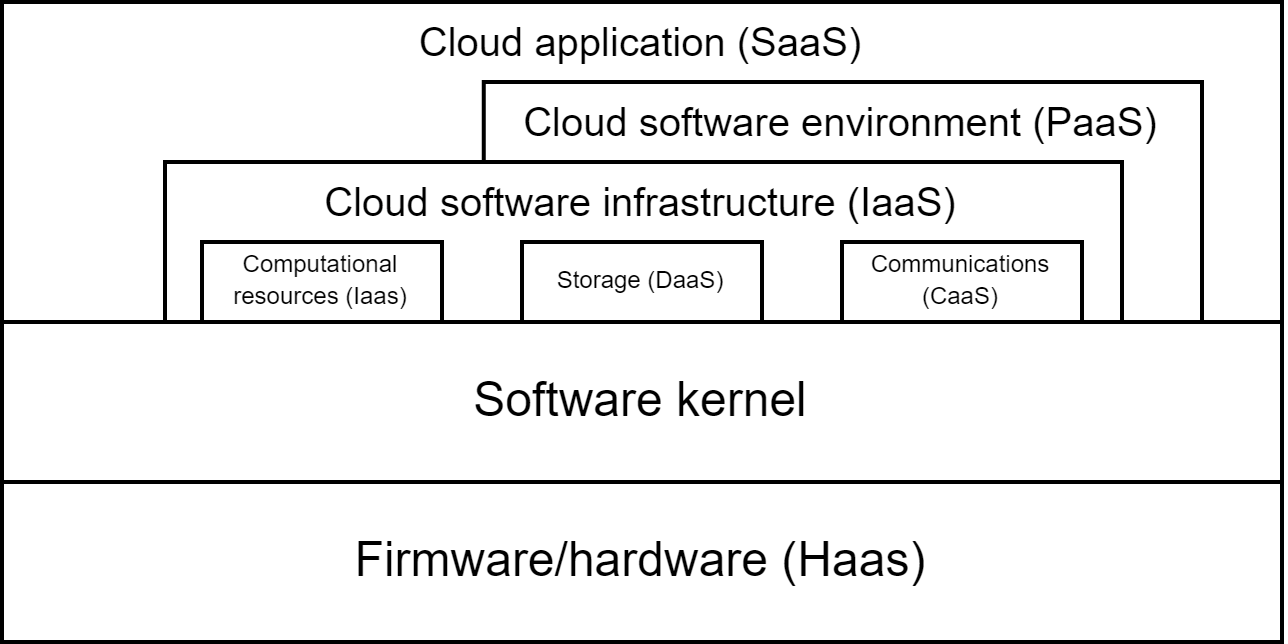 Cloud application (SaaS)
Cloud software environment (PaaS)
Cloud software infrastructure (IaaS)
Computational
resources (Iaas)
Storage (DaaS)
Communications
(CaaS)
Software kernel
Firmware/hardware (Haas)